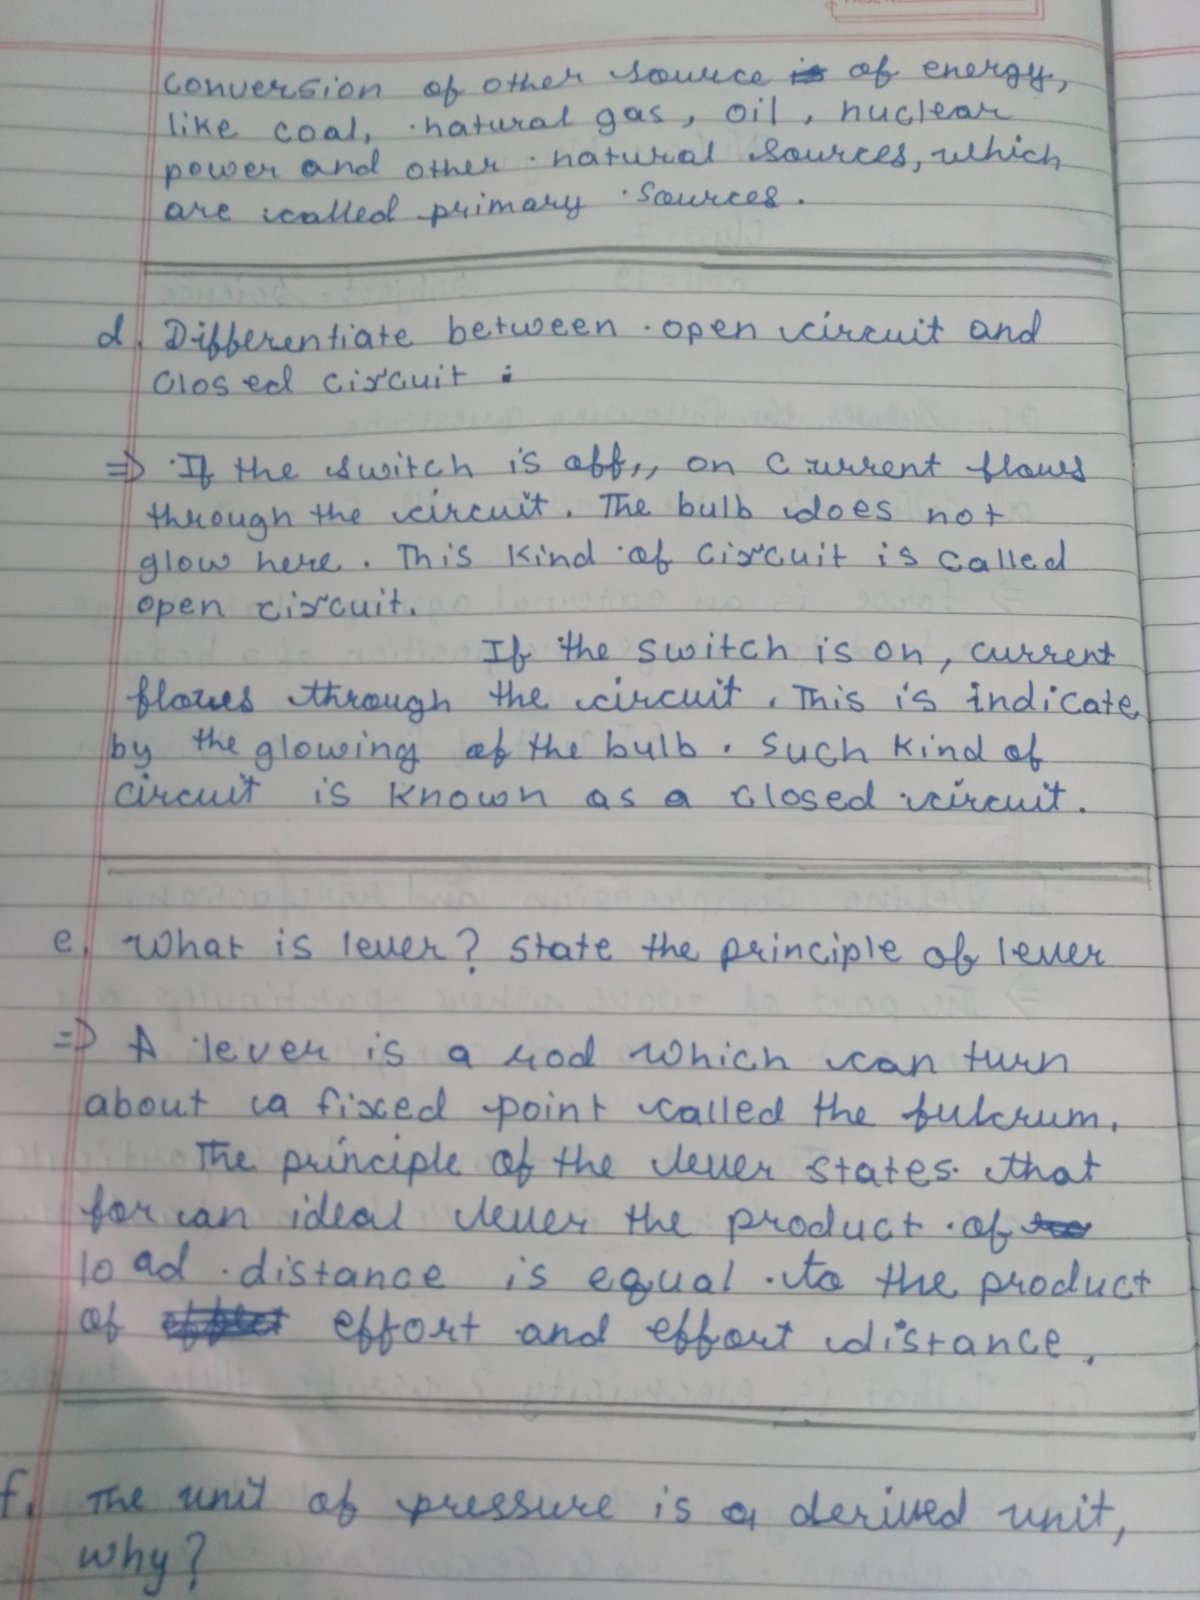 conversion of other source is of energy,
like coal, natural gas, oil, nuclear
power and other natural sources, which
are called primary sources.
d. Differentiate between open circuit and
closed circuit :
⇒ If the switch is off,, on current flows
through the circuit. The bulb does not
glow here. This kind of circuit is called
open circuit.
If the switch is on, current
flows through the circuit. This is indicate
by the glowing of the bulb. Such kind of
circuit is known as a closed circuit.
e. What is lever? State the principle of lever
⇒ A lever is a rod which can turn
about a fixed point called the fulcrum.
The principle of the lever states that
for an ideal lever the product of
load distance is equal to the product
of effort and effort distance.
f. The unit of pressure is a derived unit,
why?